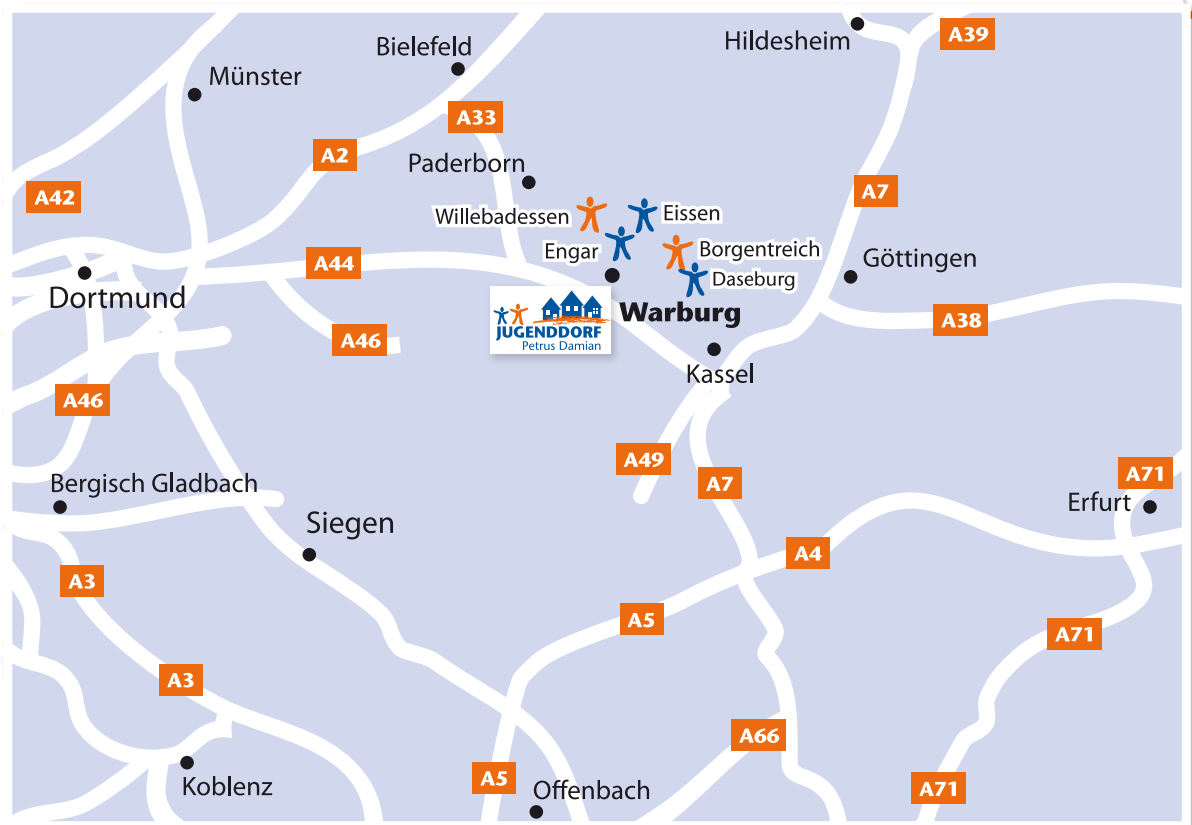 Hildesheim
A39
Bielefeld
Münster
A33
A2
Paderborn
A42
A7
Willebadessen
Eissen
Engar
Borgentreich
A44
Göttingen
Daseburg
Dortmund
Warburg
A38
JUGENDDORF
Petrus Damian
A46
Kassel
A46
A49
A71
Bergisch Gladbach
A7
Erfurt
Siegen
A4
A3
A5
A71
A3
A66
A5
Koblenz
Offenbach
A71